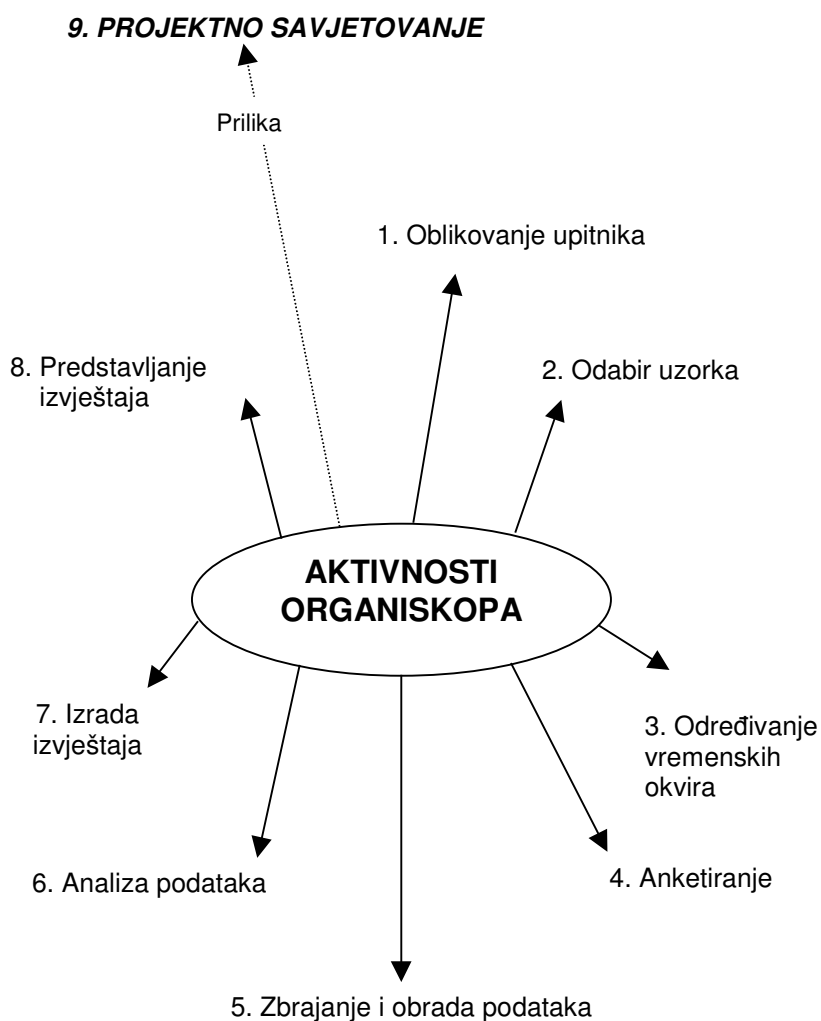 9. PROJEKTNO SAVJETOVANJE
Prilika
1. Oblikovanje upitnika
8. Predstavljanje
izvještaja
2. Odabir uzorka
AKTIVNOSTI
ORGANISKOPA
7. Izrada
izvještaja
3. Određivanje
vremenskih
okvira
6. Analiza podataka
4. Anketiranje
5. Zbrajanje i obrada podataka